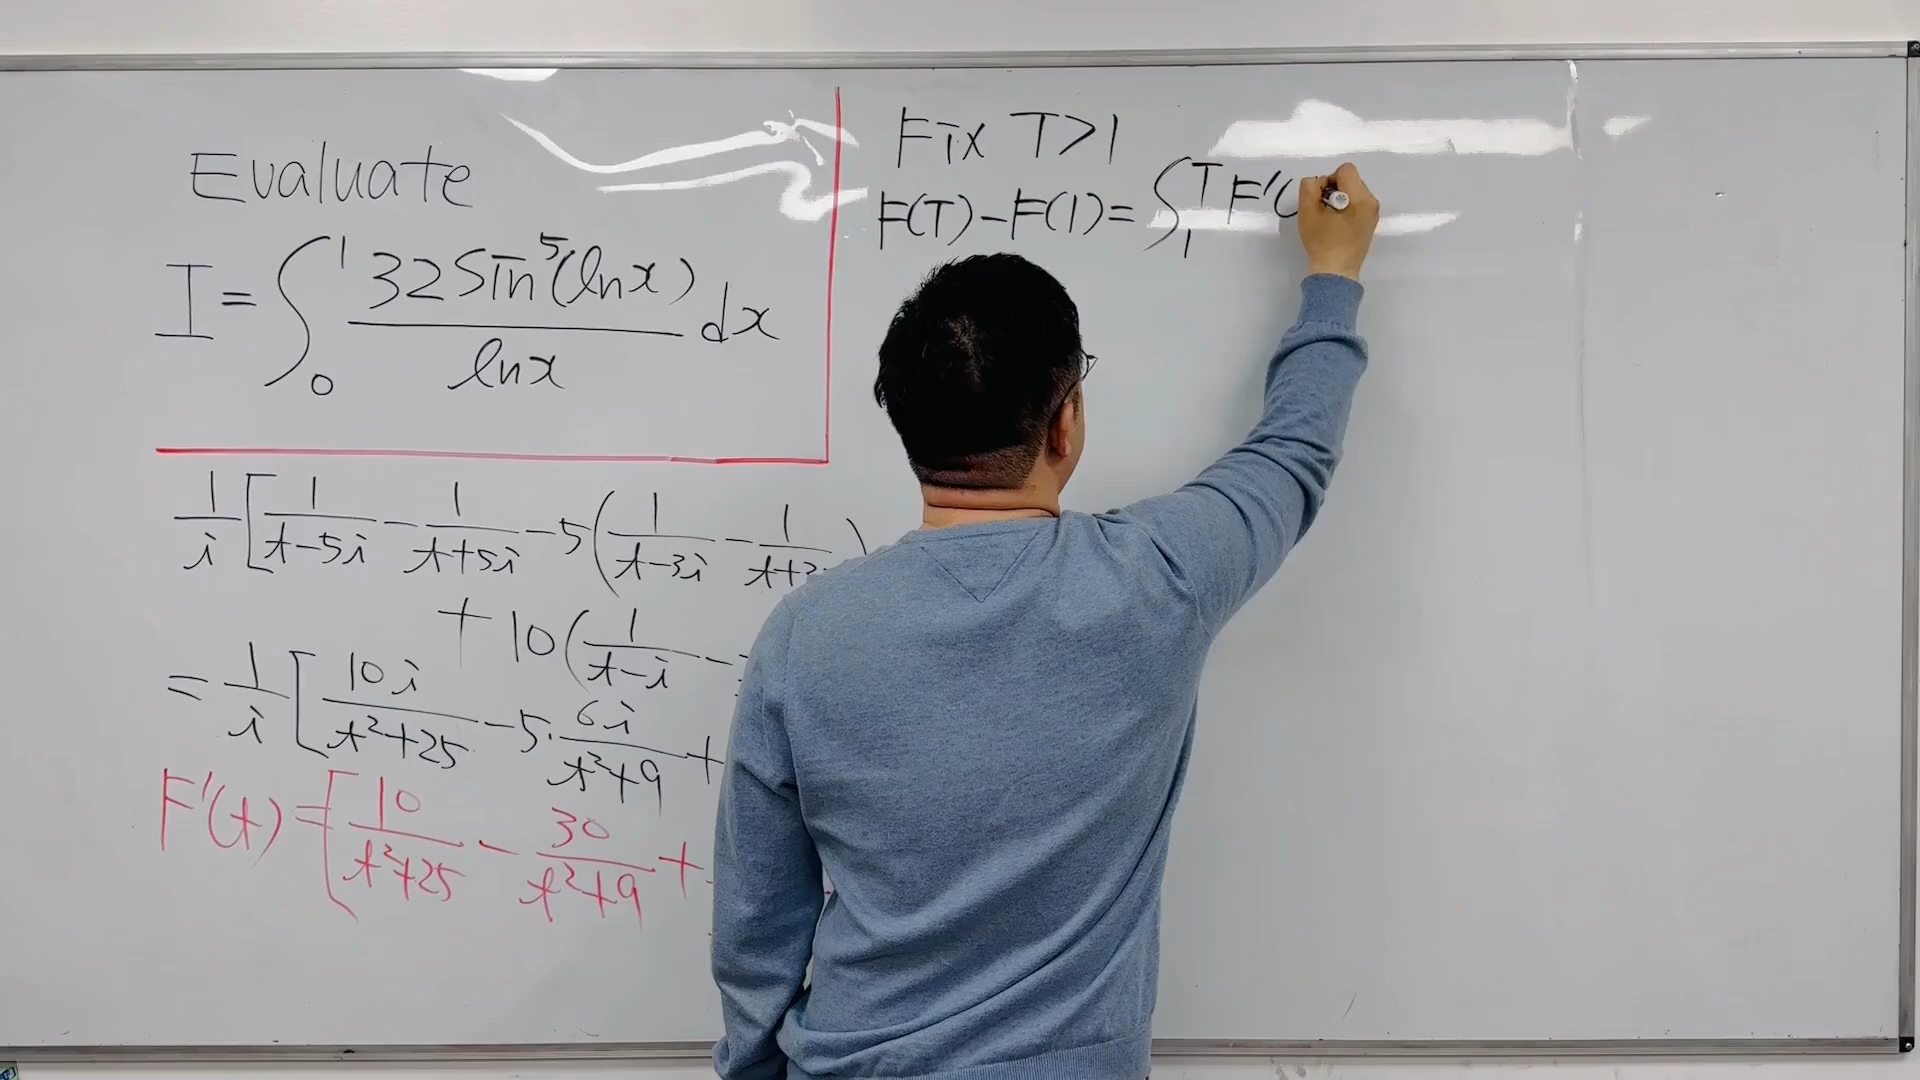 Evaluate
I = ∫₀¹ 32 sin⁵(ln x) / ln x dx
1/i [ 1/(t-5i) - 1/(t+5i) - 5 ( 1/(t-3i) - 1/(t+3
+ 10 ( 1/(t-i) -
= 1/i [ 10i/(t²+25) - 5 · 6i/(t²+9) +
F'(t) = [ 10/(t²+25) - 30/(t²+9) +
Fix T>1
F(T) - F(1) = ∫₁ᵀ F'(